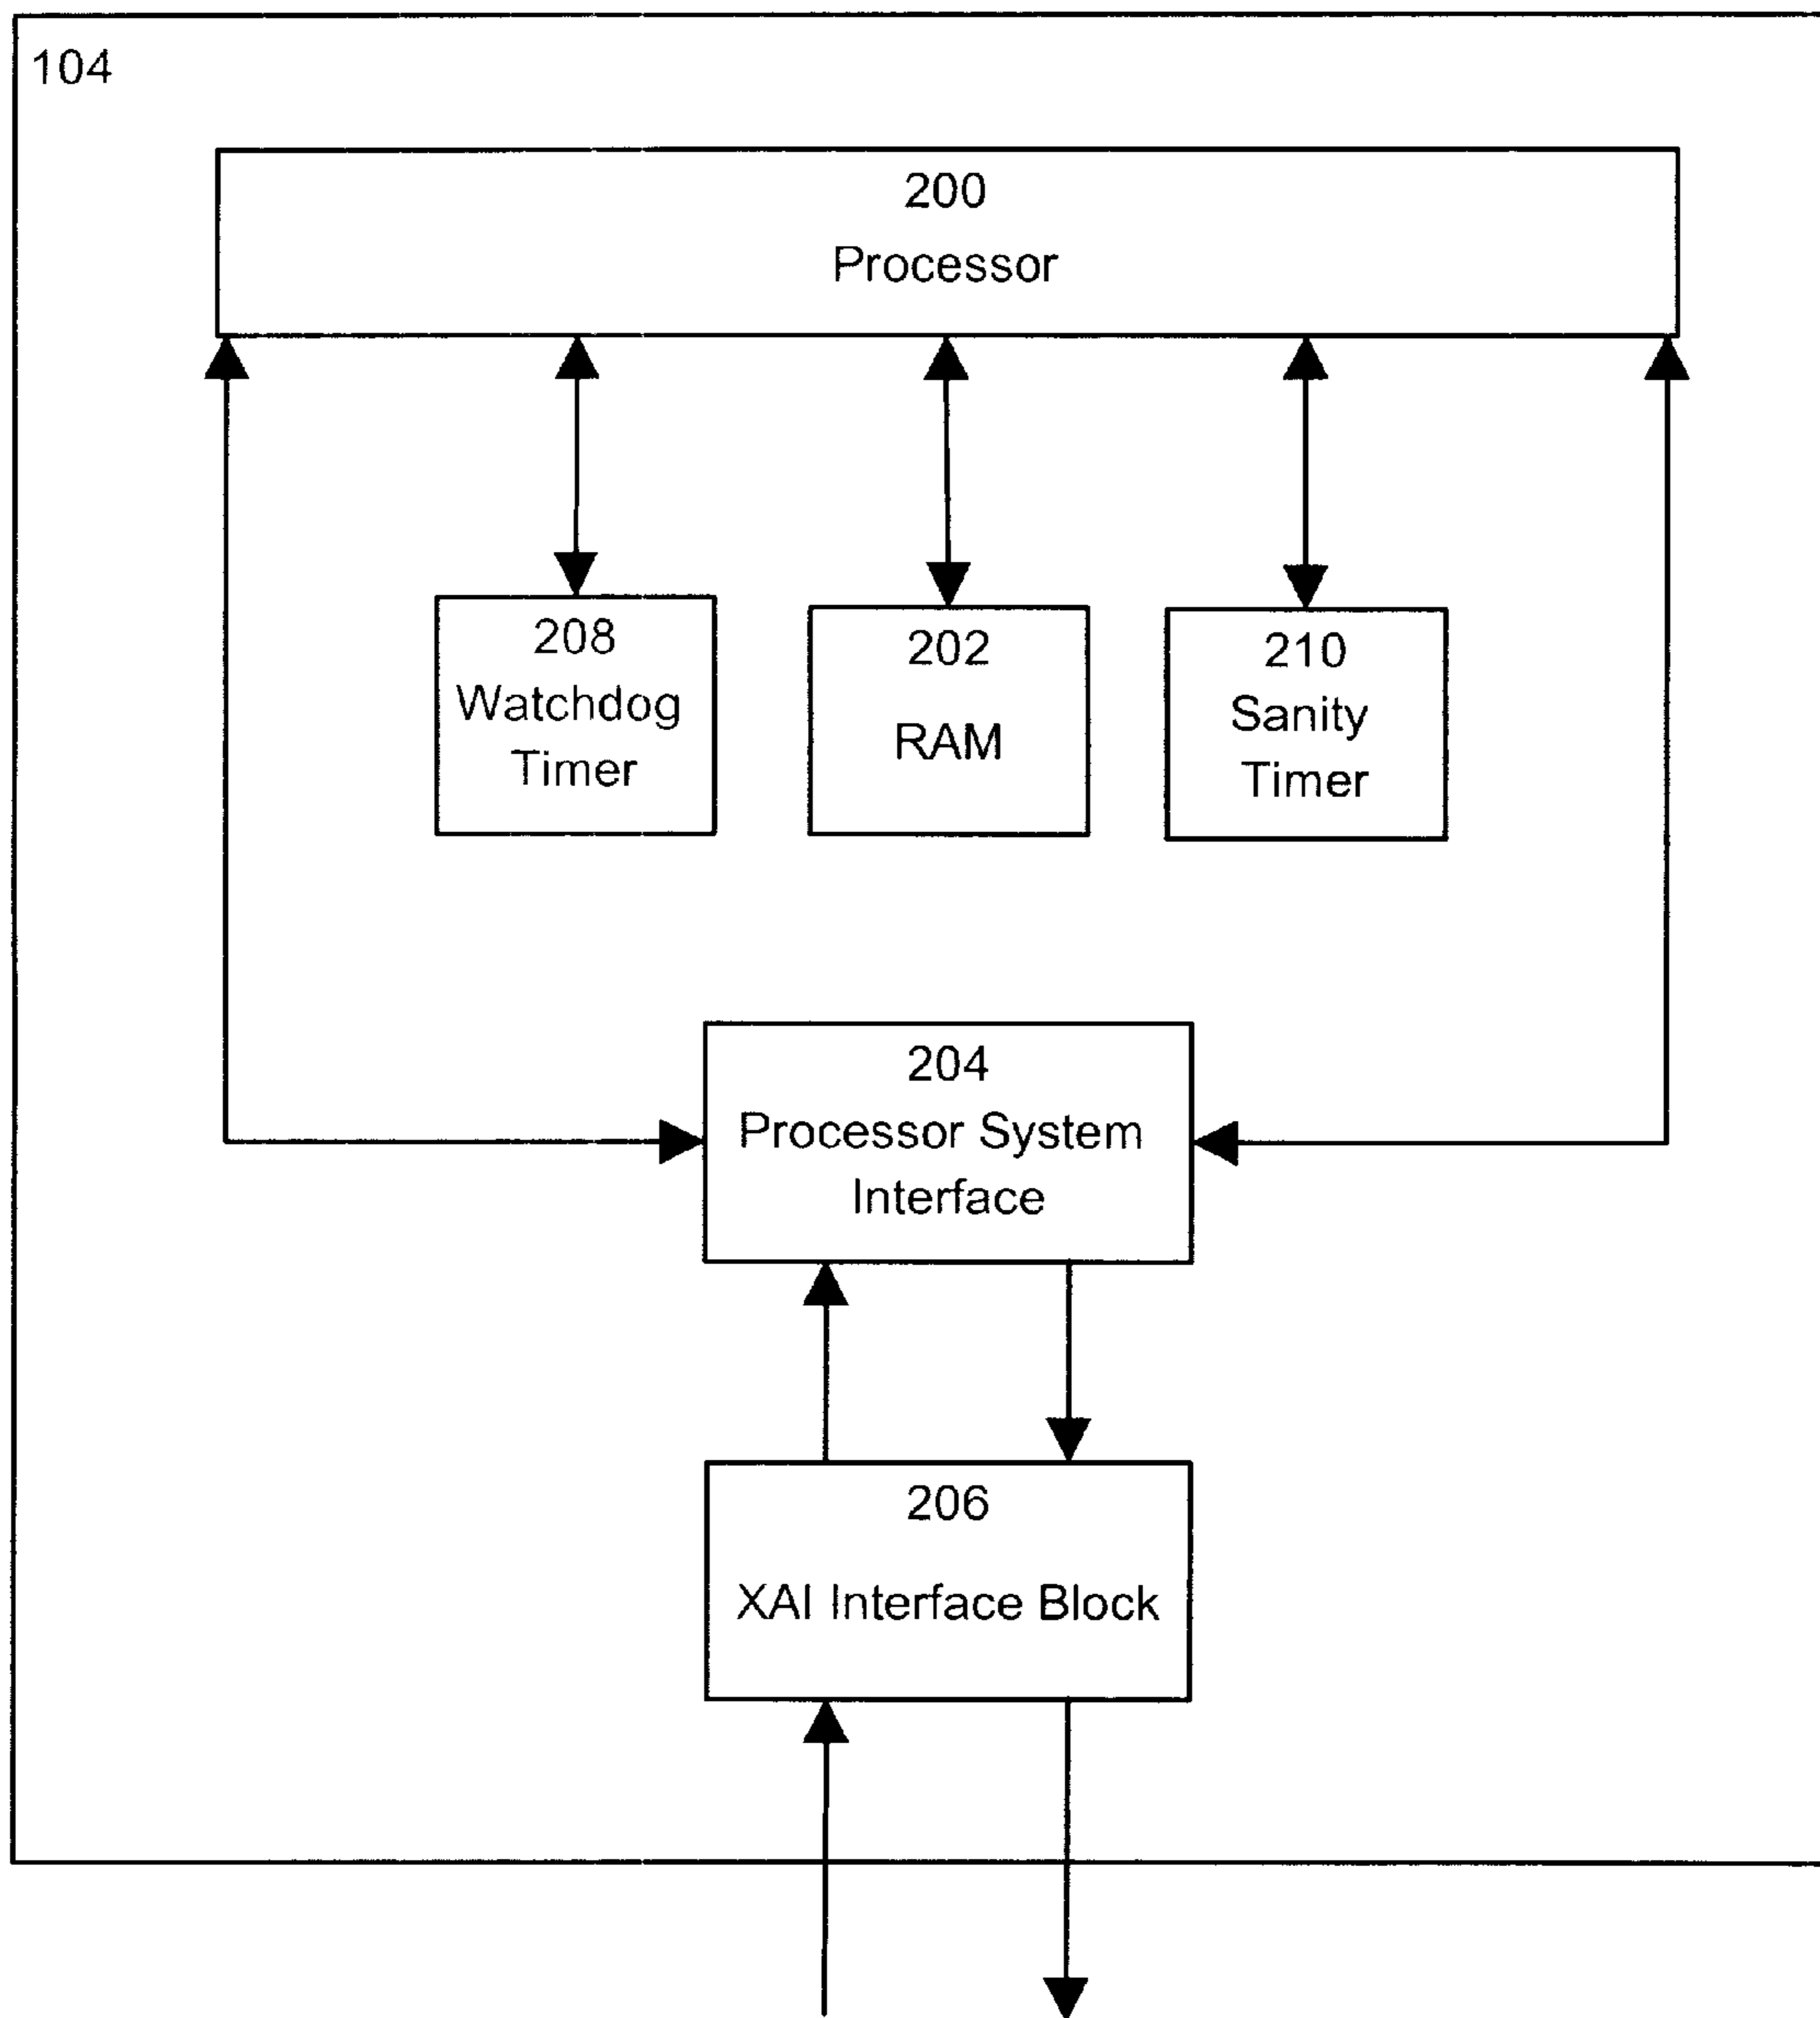 104
200
Processor
208
Watchdog
Timer
202
RAM
210
Sanity
Timer
204
Processor System
Interface
206
XAI Interface Block